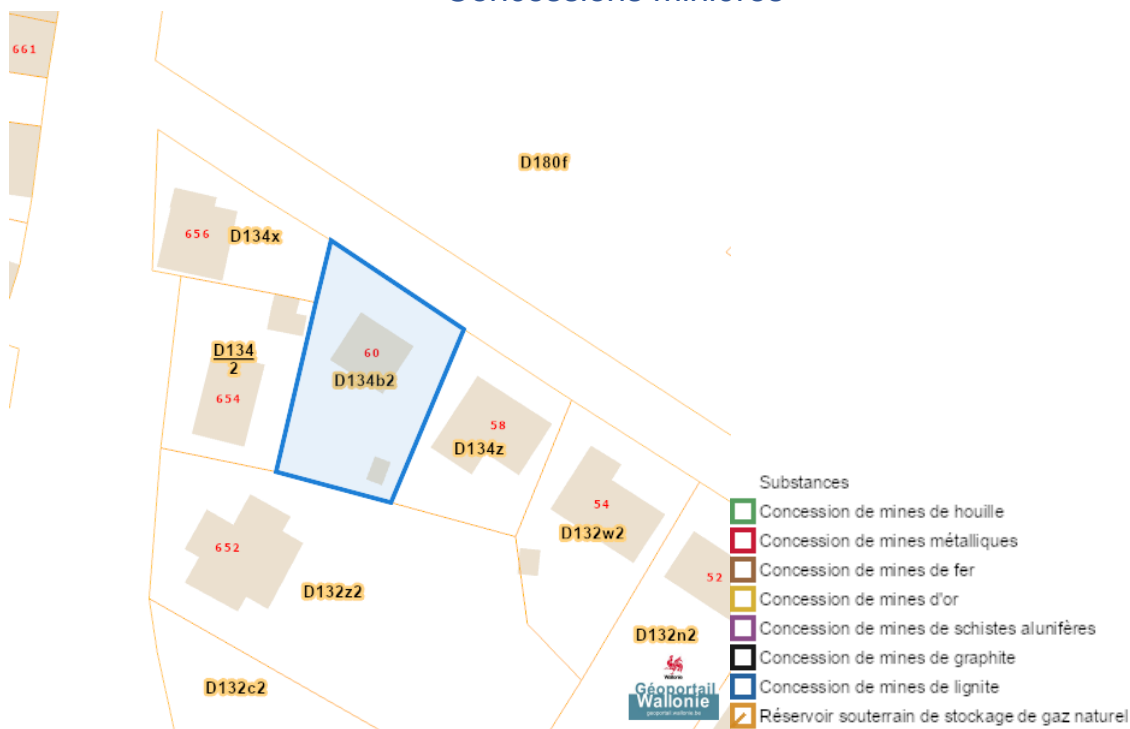 Concessions minières
661
D180f
656
D134x
60
D134b2
D134
2
654
58
D134z
54
D132w2
652
52
D132z2
D132n2
D132c2
Wallonie
Géoportail
Wallonie
geoportail.wallonie.be
Substances
Concession de mines de houille
Concession de mines métalliques
Concession de mines de fer
Concession de mines d'or
Concession de mines de schistes alunifères
Concession de mines de graphite
Concession de mines de lignite
Réservoir souterrain de stockage de gaz naturel